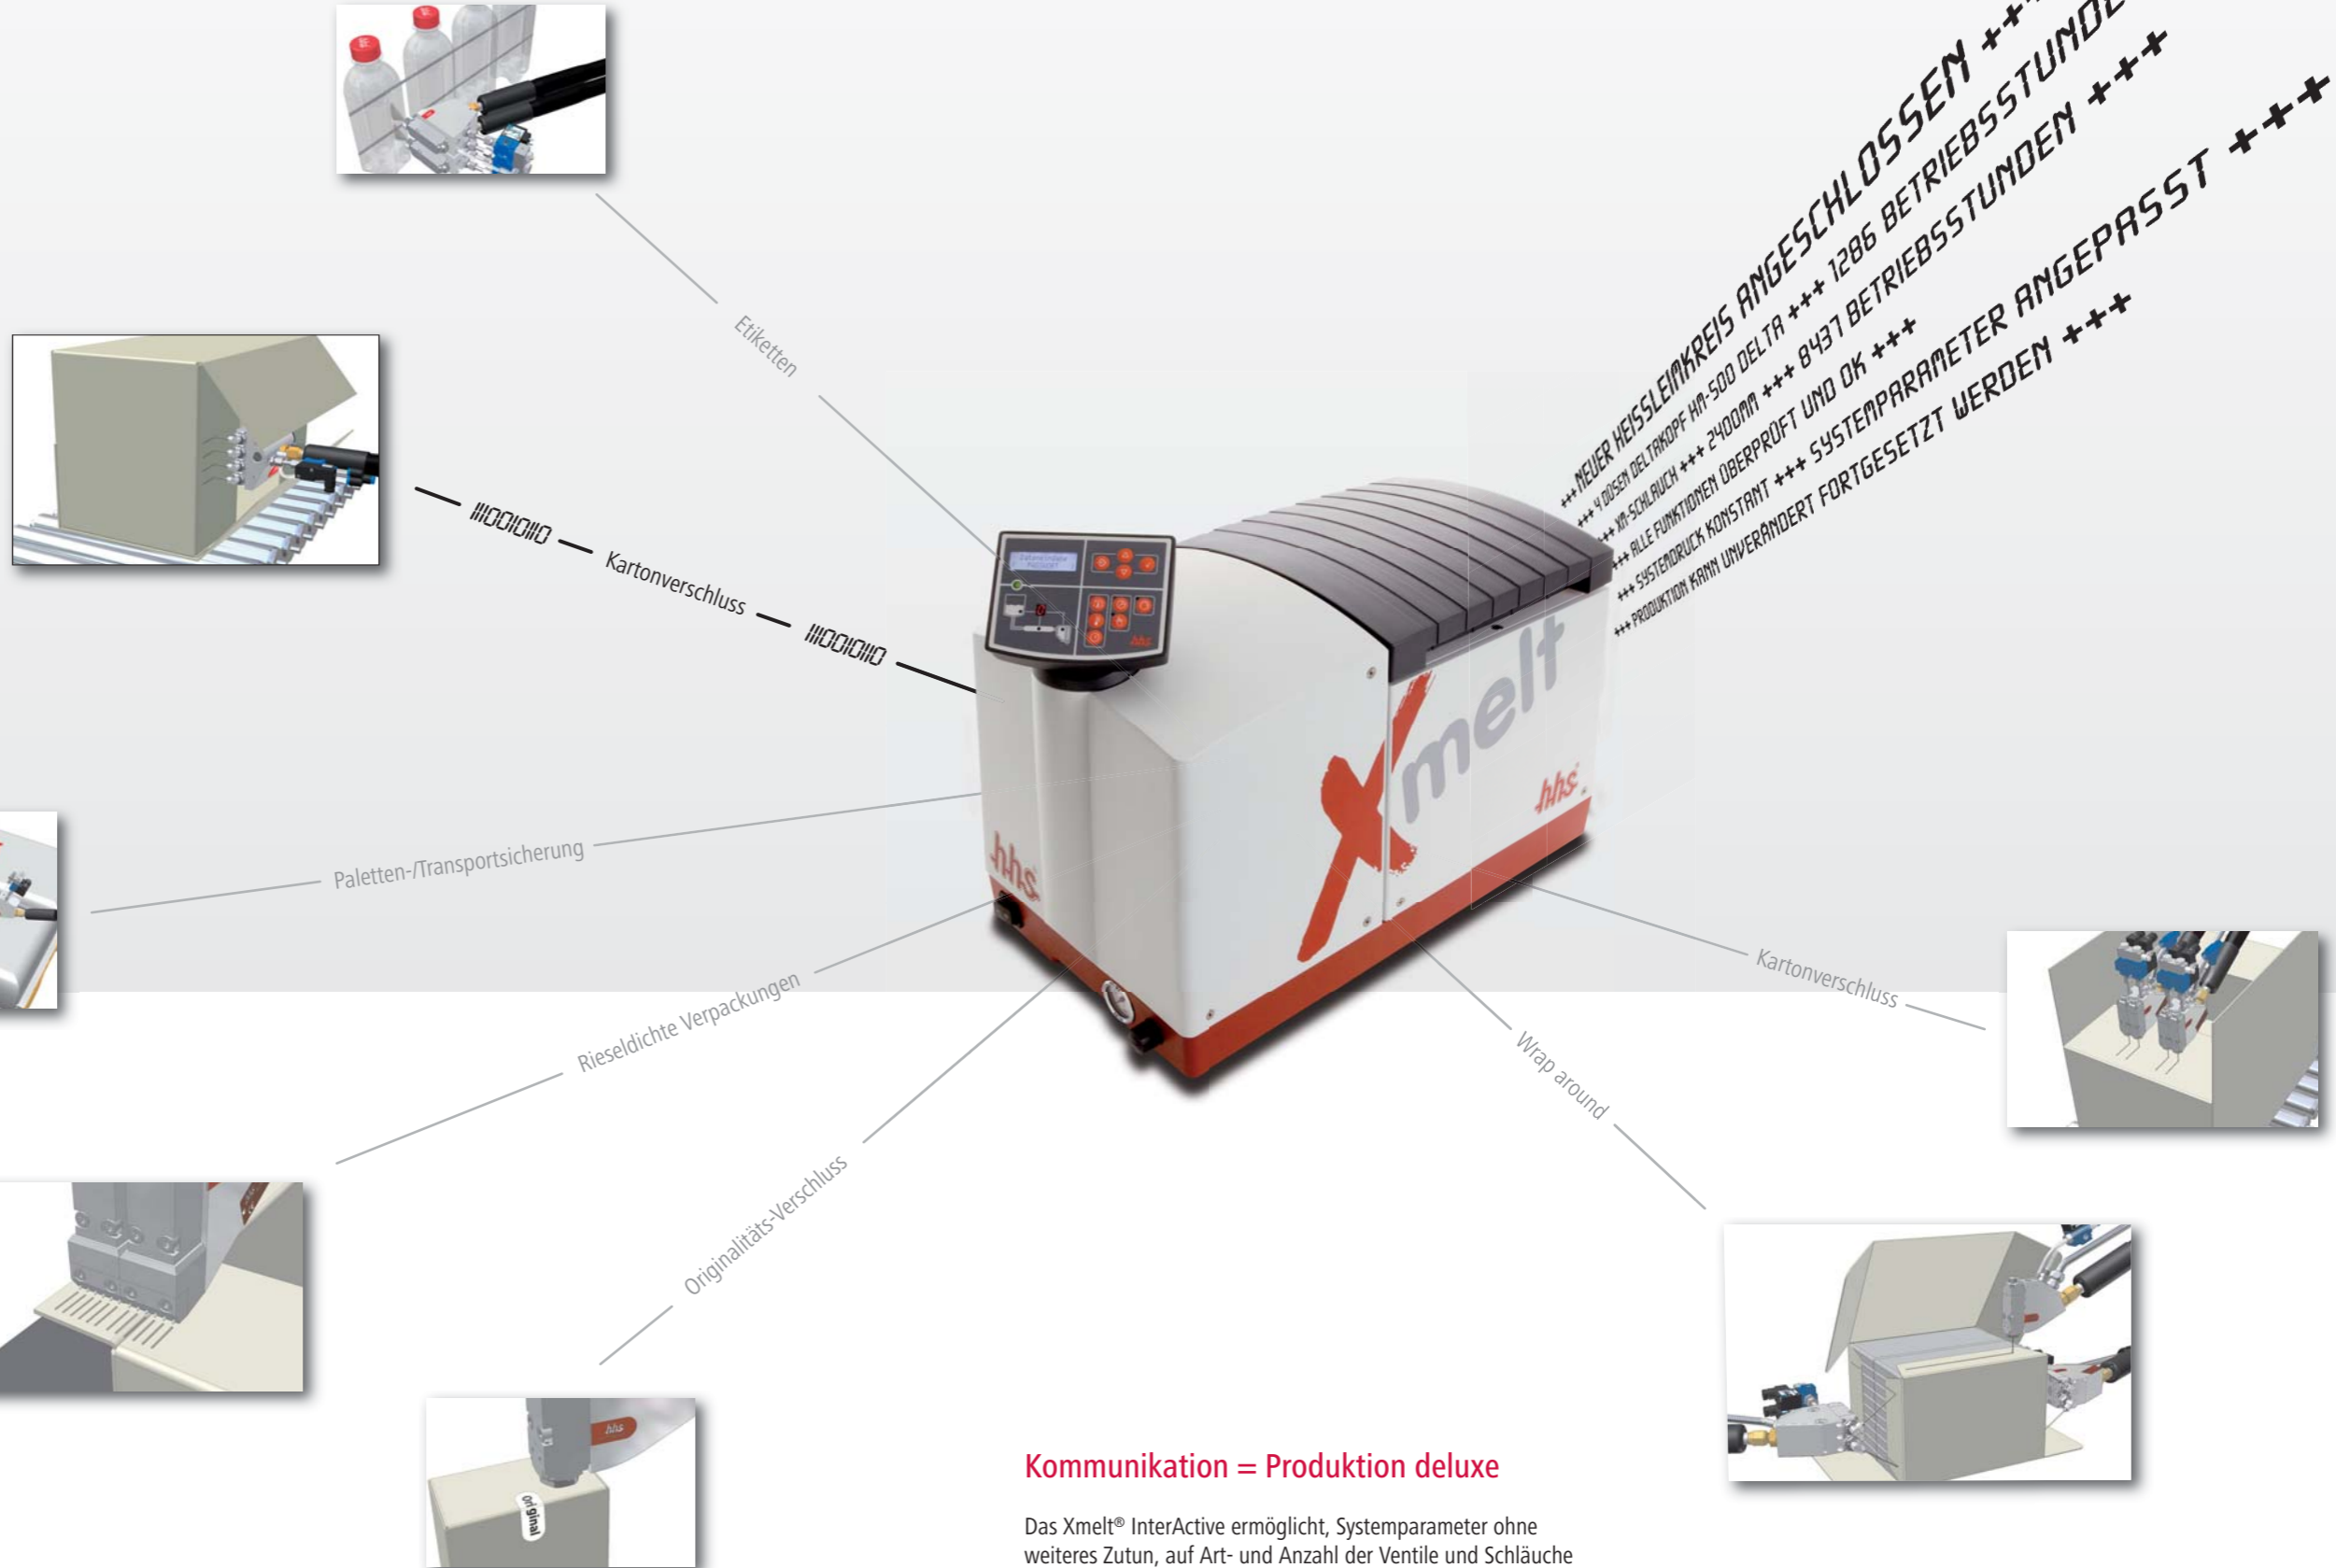 +++ NEUER HEISSLEIMKREIS ANGESCHLOSSEN +++
+++ 4 DÜSEN DELTAKOPF HM-500 DELTA +++ 1286 BETRIEBSSTUNDE
+++ XM-SCHLAUCH +++ 2400MM +++ 8437 BETRIEBSSTUNDEN +++
+++ ALLE FUNKTIONEN ÜBERPRÜFT UND OK +++
+++ SYSTEMDRUCK KONSTANT +++ SYSTEMPARAMETER ANGEPASST +++
+++ PRODUKTION KANN UNVERÄNDERT FORTGESETZT WERDEN +++
Etiketten
1110010110
Kartonverschluss
1110010110
Xmelt
hhs
hhs
hhs
Paletten-/Transportsicherung
Rieseldichte Verpackungen
Kartonverschluss
Wrap around
Originalitäts-Verschluss
hhs
Original
Kommunikation = Produktion deluxe
Das Xmelt® InterActive ermöglicht, Systemparameter ohne
weiteres Zutun, auf Art- und Anzahl der Ventile und Schläuche